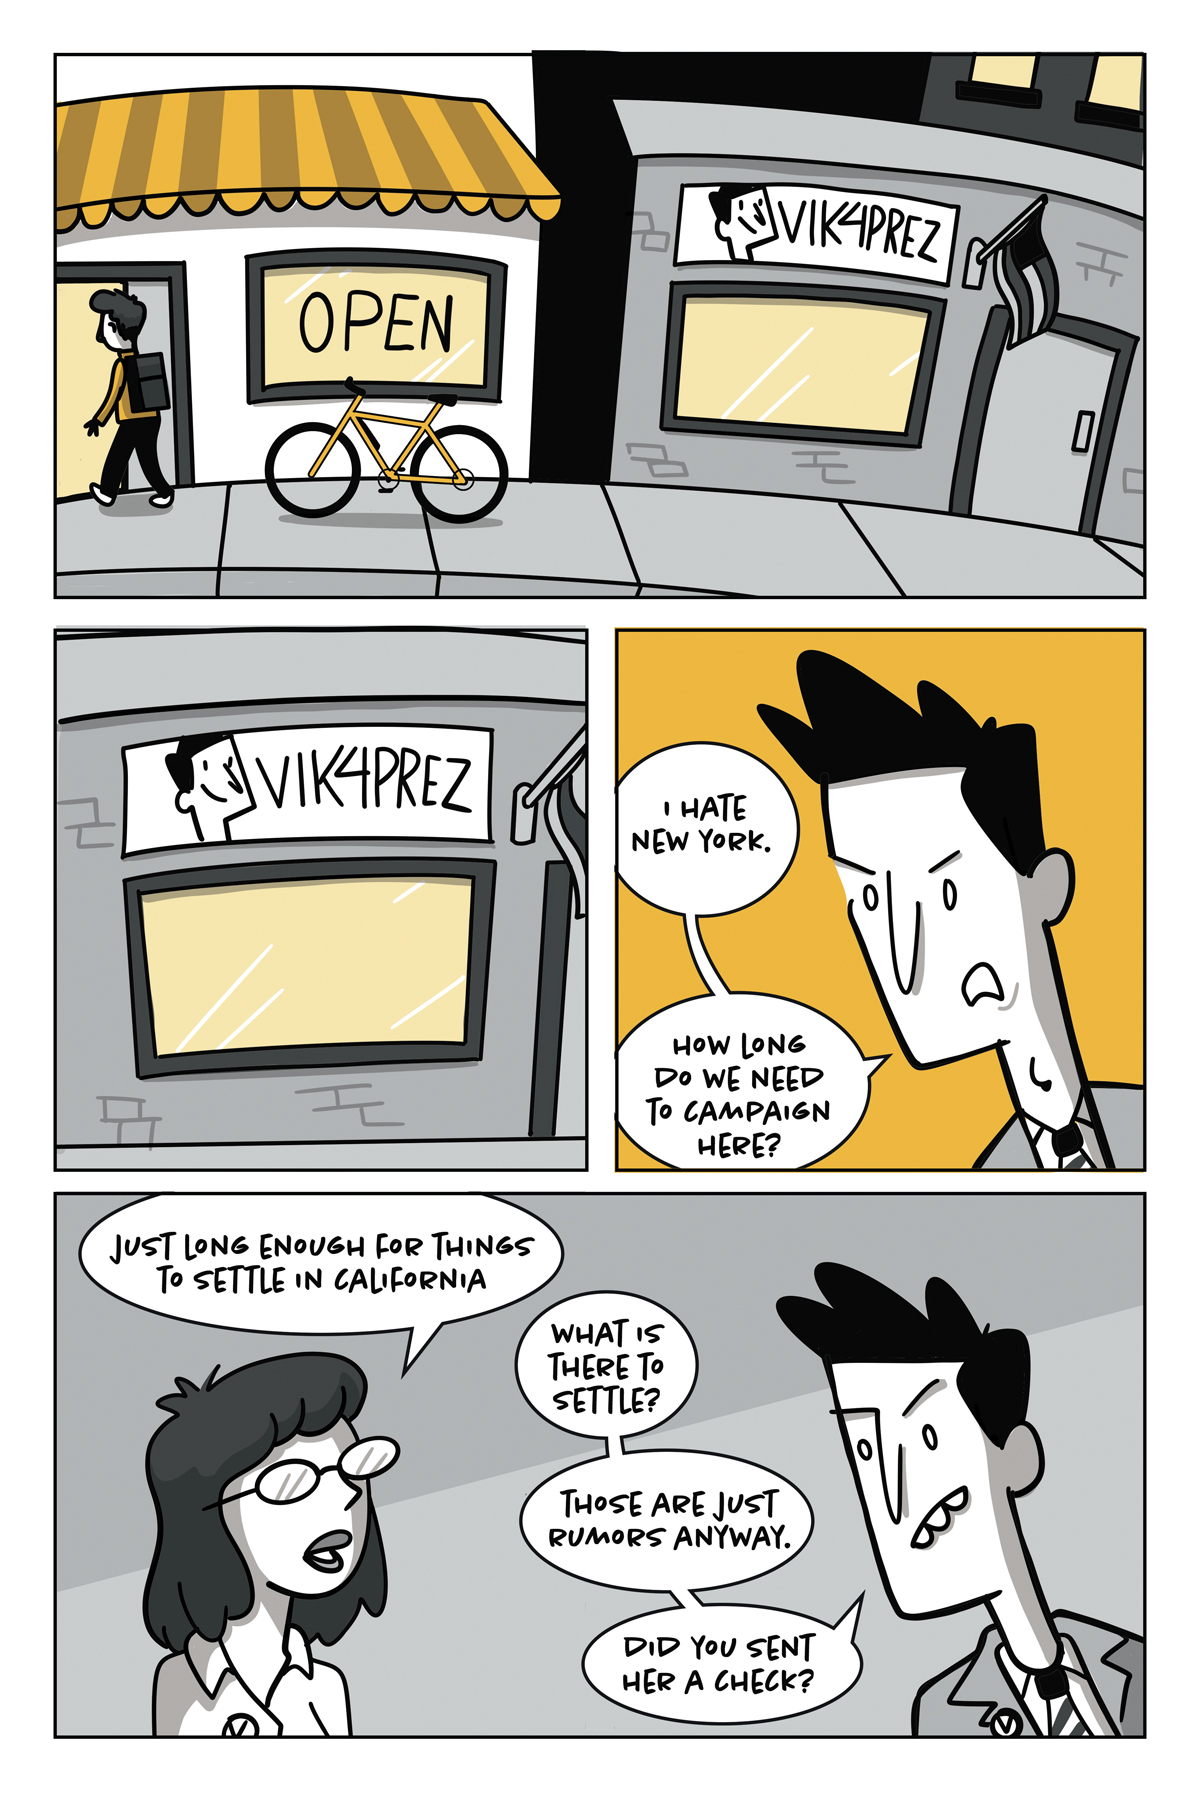 OPEN
VIK4PREZ
VIK4PREZ
I HATE
NEW YORK.
HOW LONG
DO WE NEED
TO CAMPAIGN
HERE?
JUST LONG ENOUGH FOR THINGS
TO SETTLE IN CALIFORNIA
WHAT IS
THERE TO
SETTLE?
THOSE ARE JUST
RUMORS ANYWAY.
DID YOU SENT
HER A CHECK?
V
V